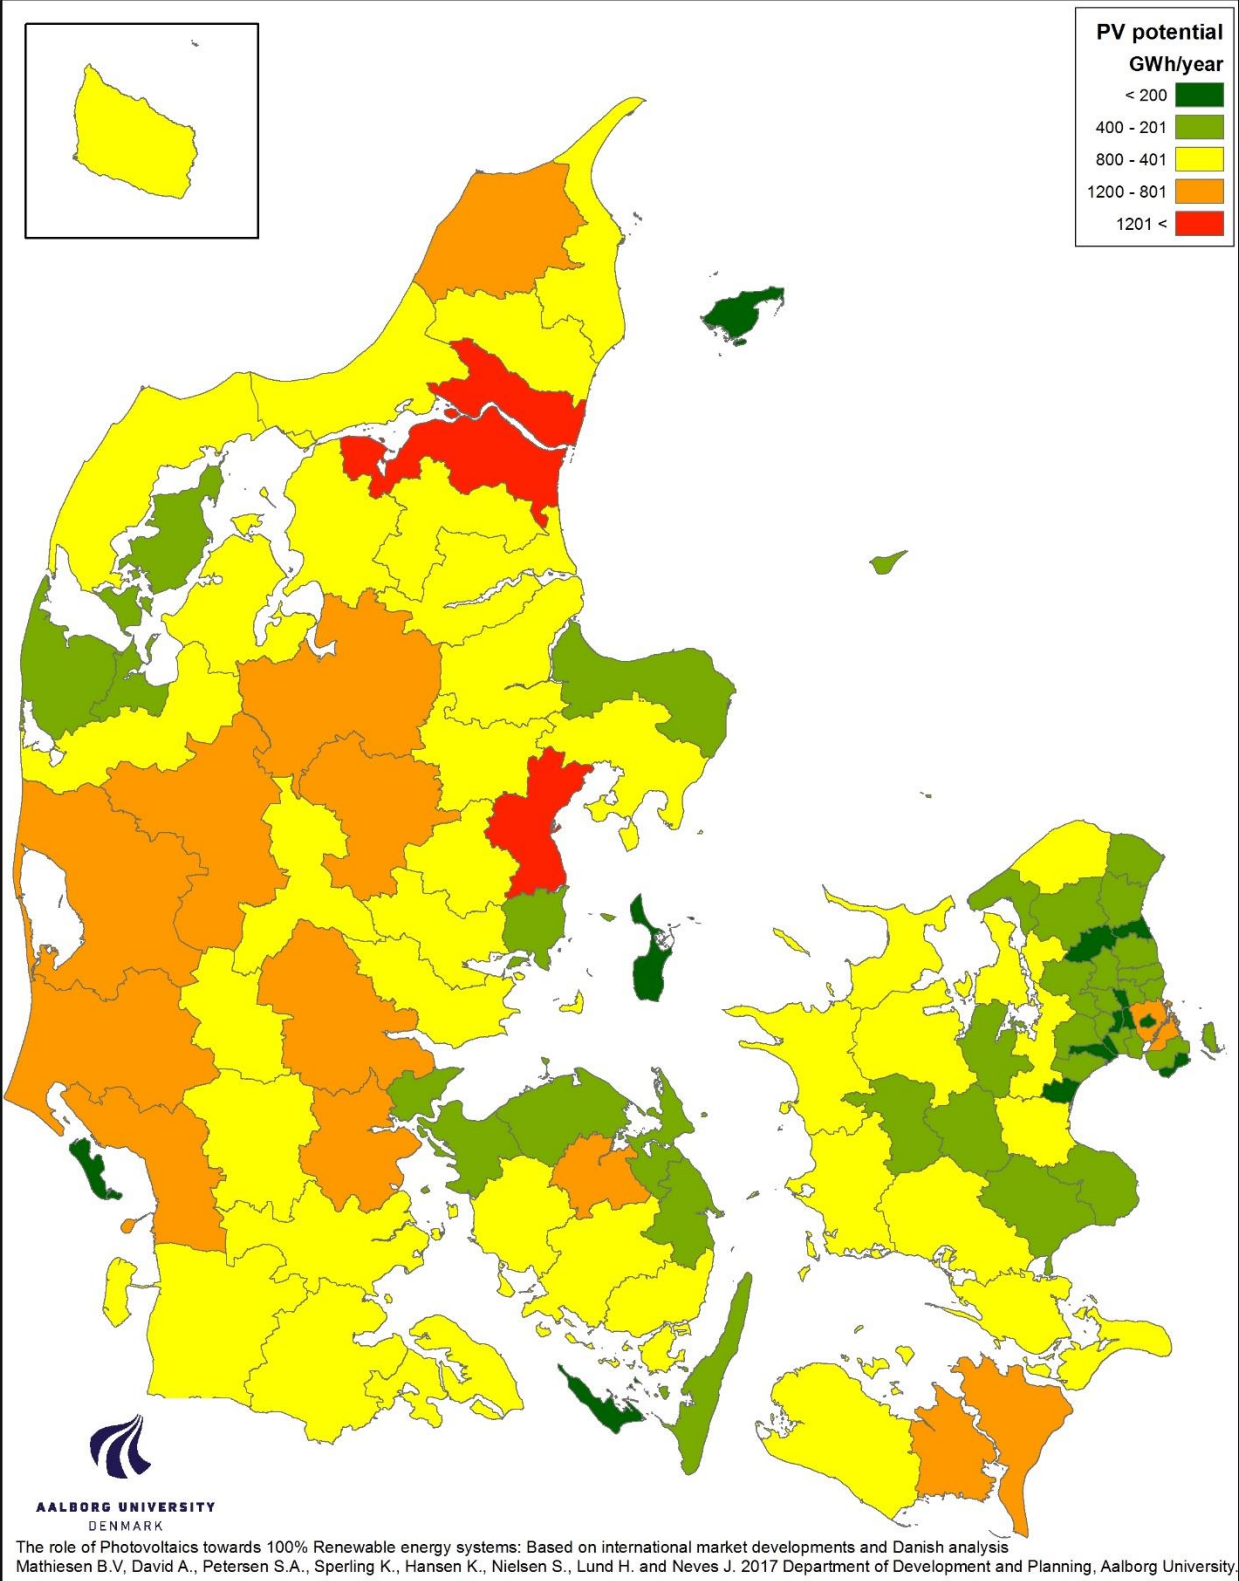 PV potential
GWh/year
< 200
400 - 201
800 - 401
1200 - 801
1201 <
AALBORG UNIVERSITY
DENMARK
The role of Photovoltaics towards 100% Renewable energy systems: Based on international market developments and Danish analysis
Mathiesen B.V, David A., Petersen S.A., Sperling K., Hansen K., Nielsen S., Lund H. and Neves J. 2017 Department of Development and Planning, Aalborg University.